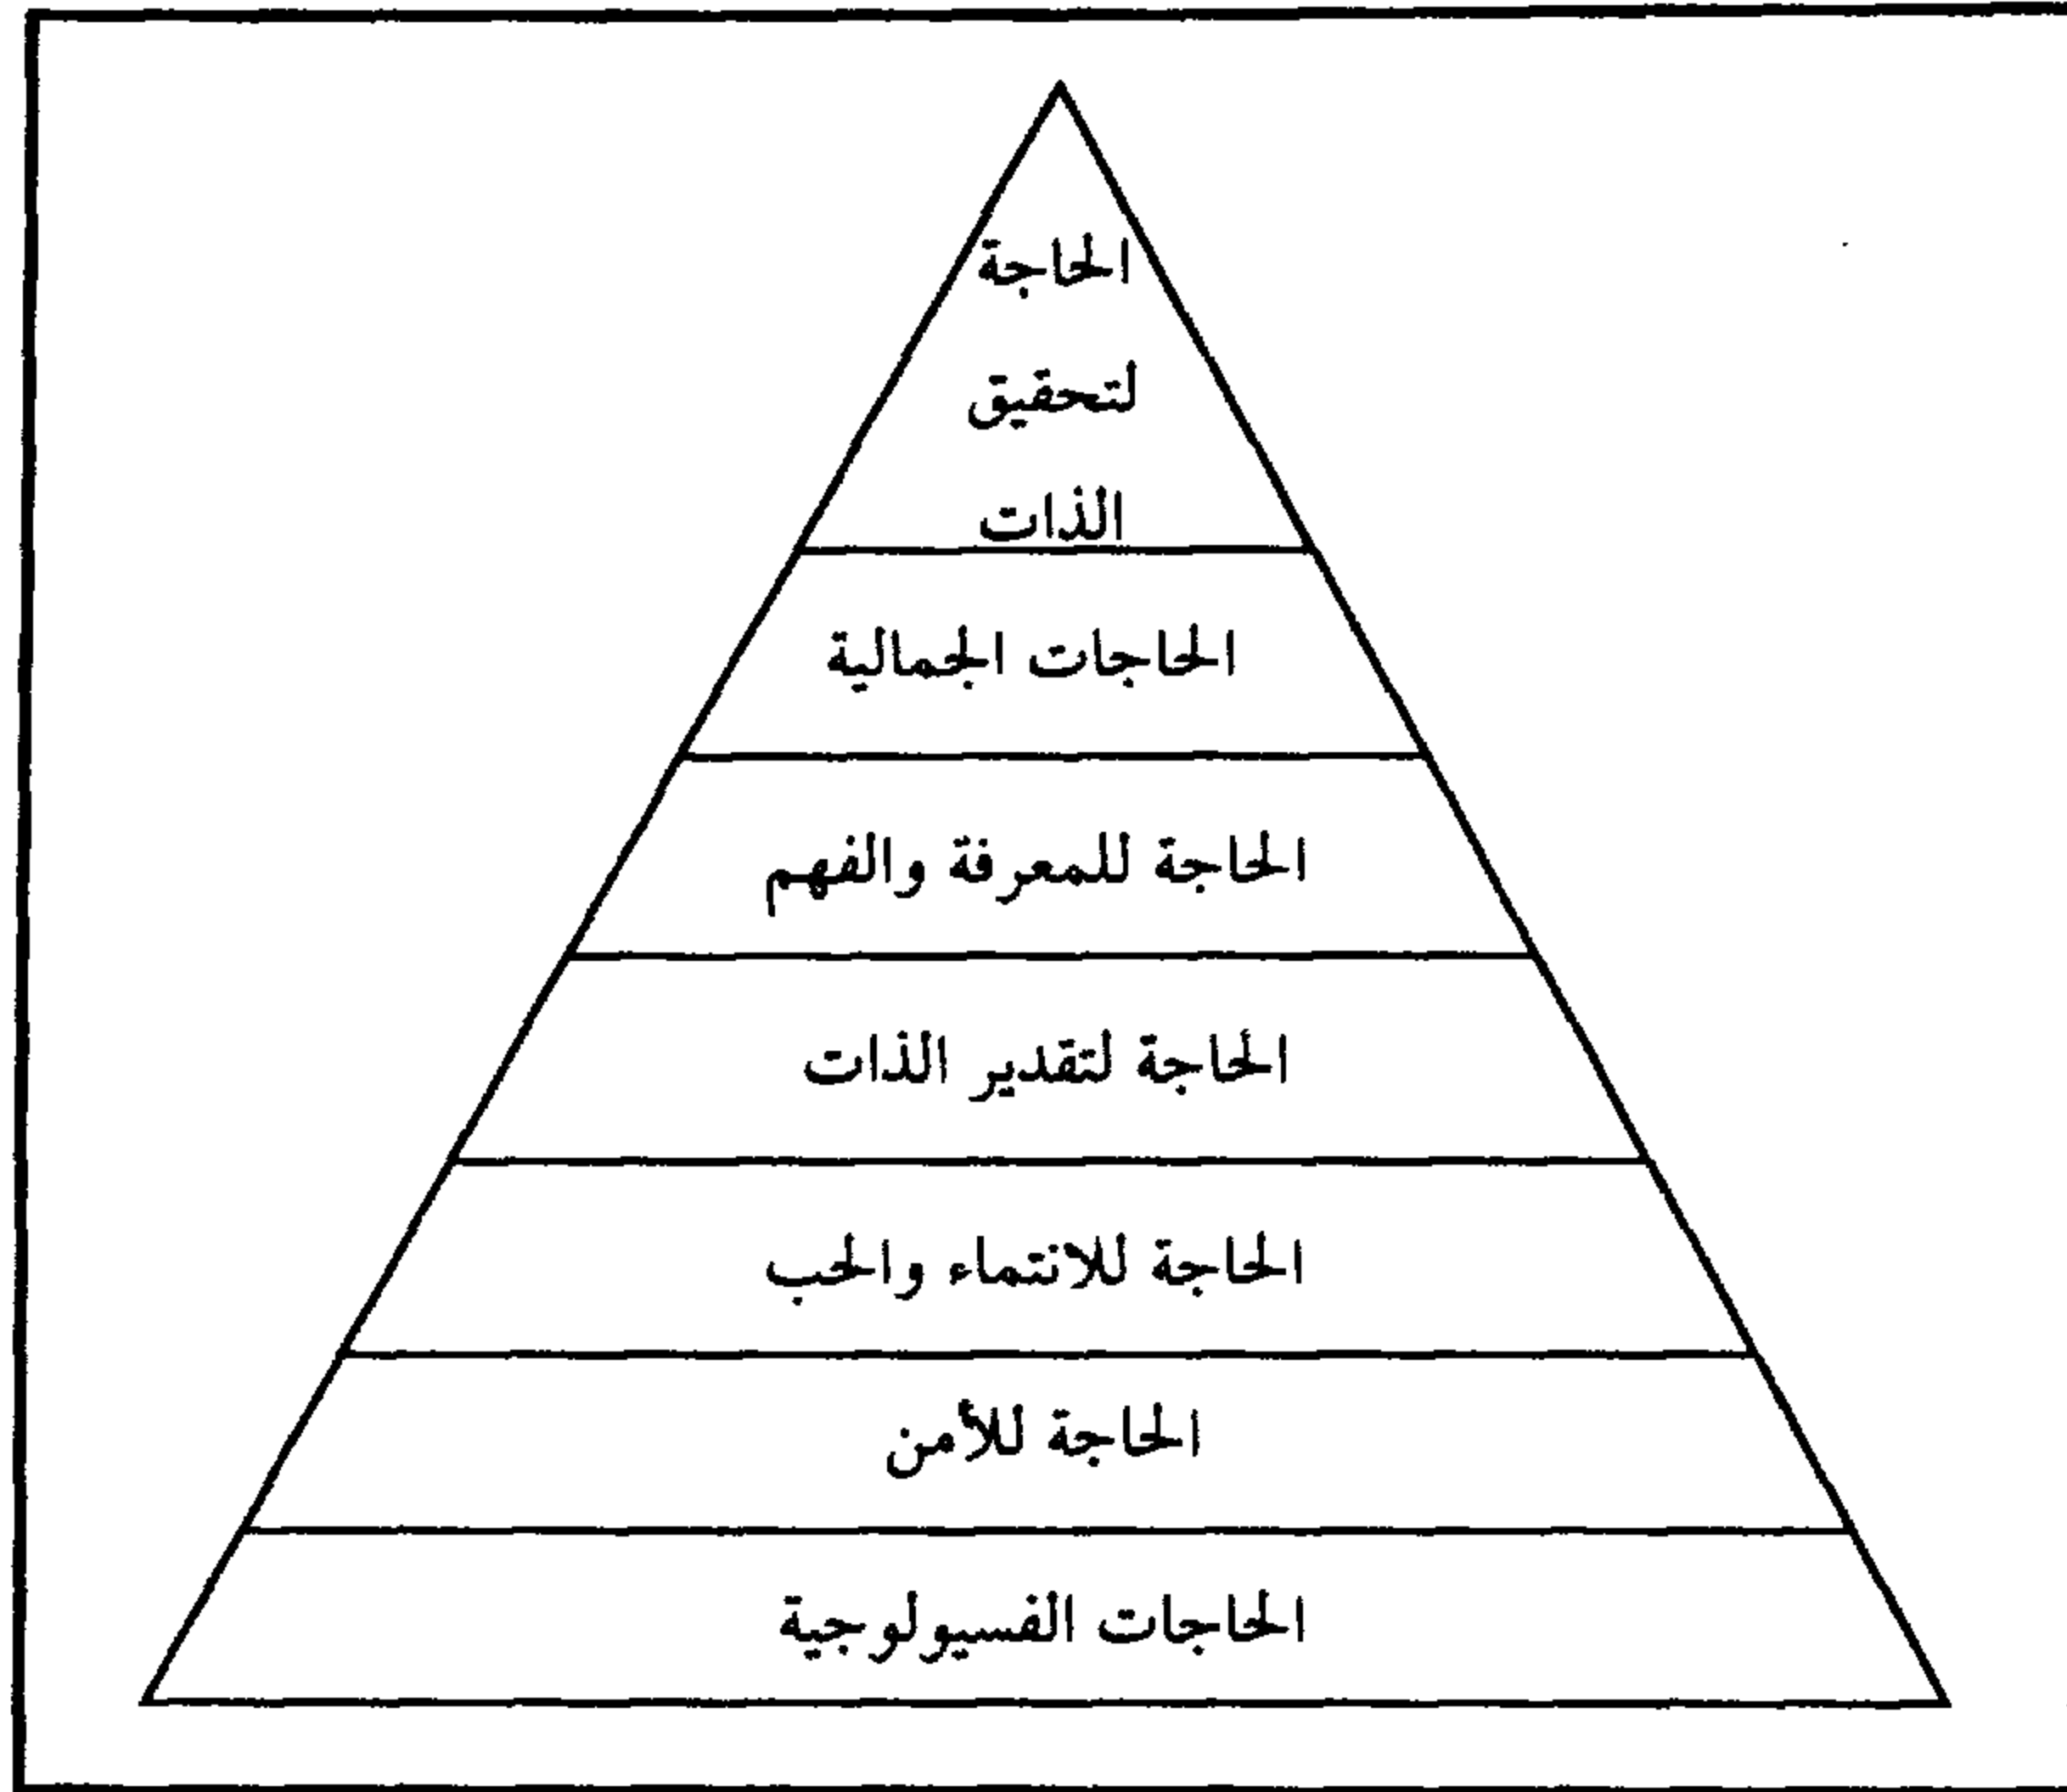 الحاجة
لتحقيق
الذات
الحاجات الجمالية
الحاجة للمعرفة والفهم
الحاجة لتقدير الذات
الحاجة للانتماء والحب
الحاجة للأمن
الحاجات الفسيولوجية